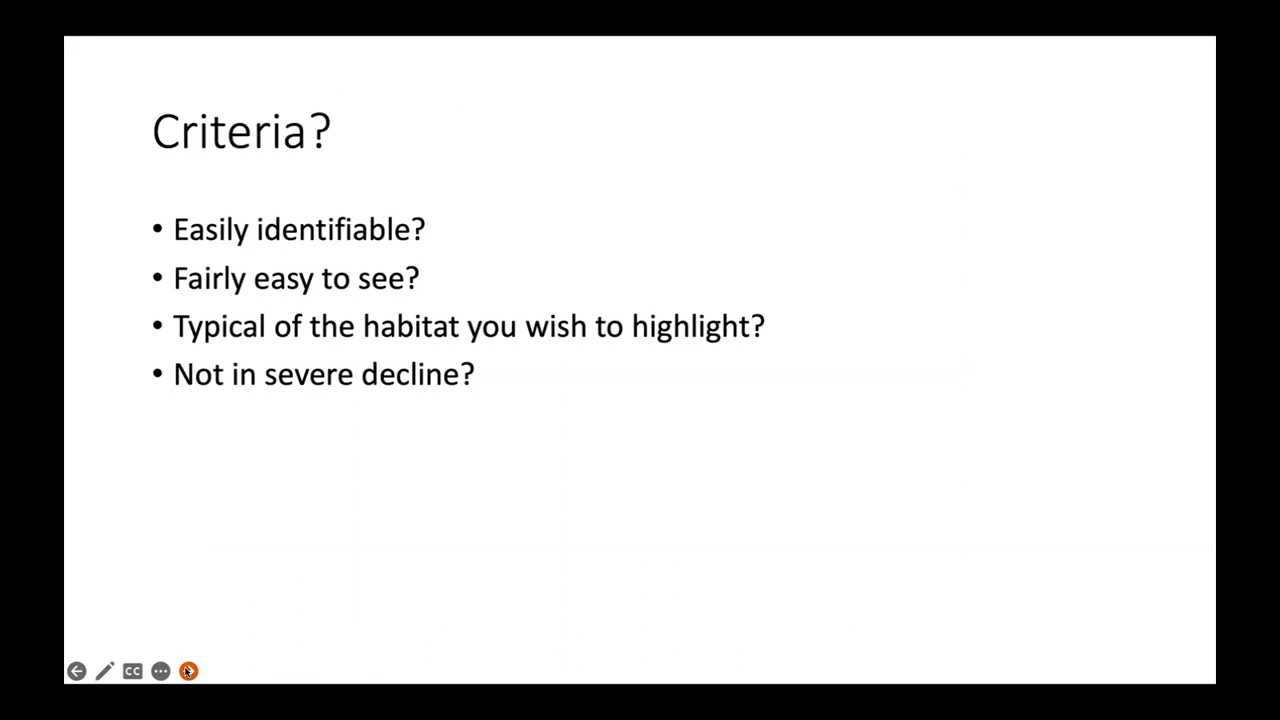 Criteria?
• Easily identifiable?
• Fairly easy to see?
• Typical of the habitat you wish to highlight?
• Not in severe decline?
CC